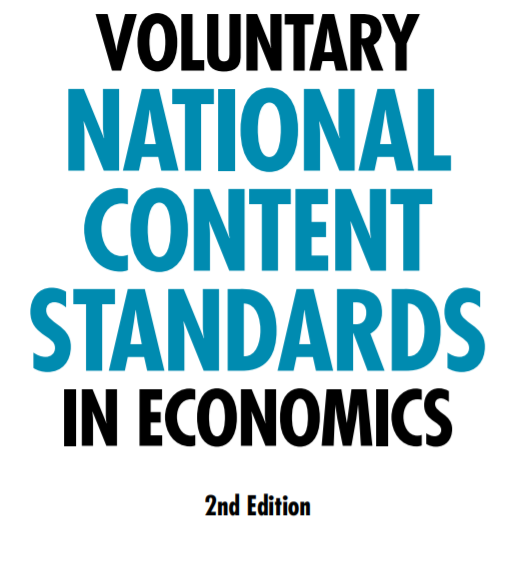 VOLUNTARY
NATIONAL
CONTENT
STANDARDS
IN ECONOMICS
2nd Edition